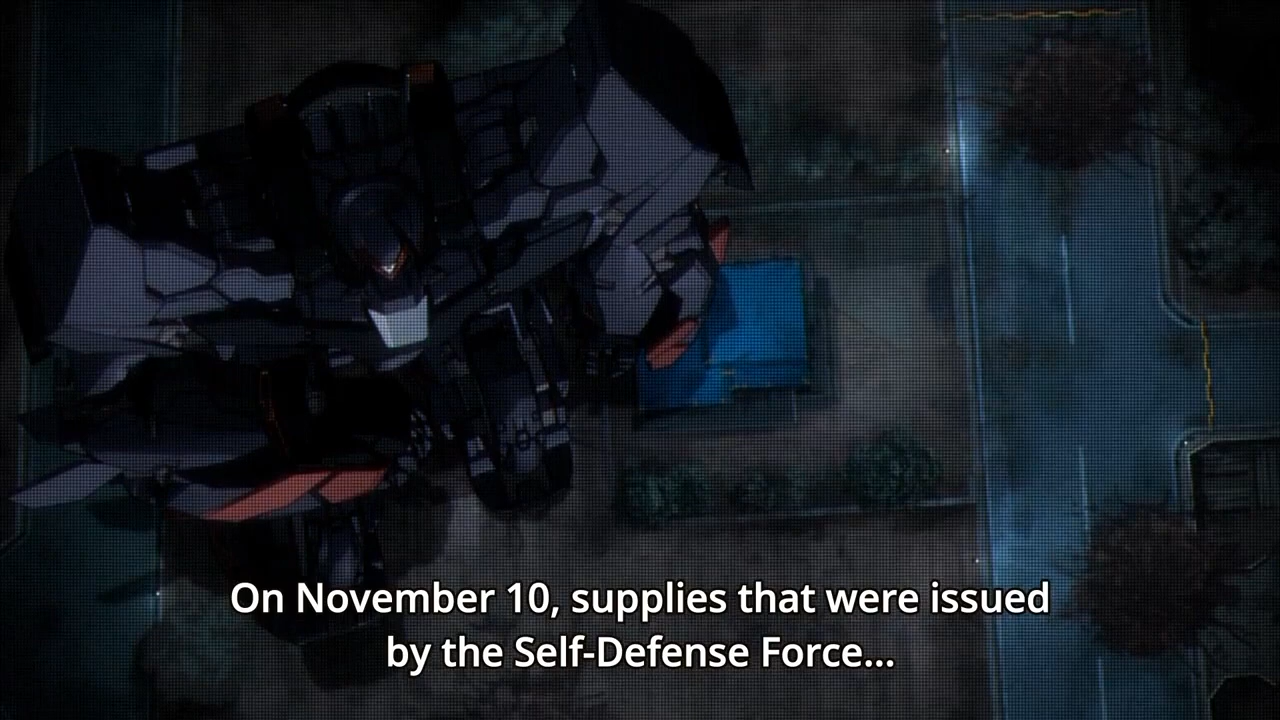 On November 10, supplies that were issued
by the Self-Defense Force...